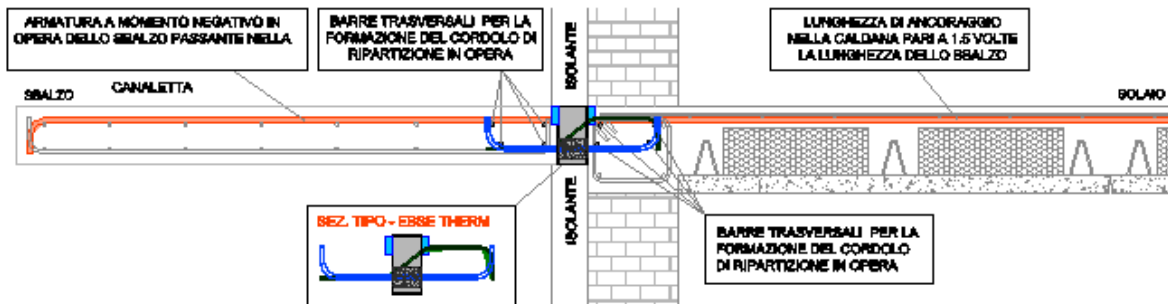 ARMATURA A MOMENTO NEGATIVO IN
OPERA DELLO SBALZO PASSANTE NELLA
BARRE TRASVERSALI PER LA
FORMAZIONE DEL CORDOLO DI
RIPARTIZIONE IN OPERA
ISOLANTE
LUNGHEZZA DI ANCORAGGIO
NELLA CALDANA PARI A 1.5 VOLTE
LA LUNGHEZZA DELLO SBALZO
SBALZO
CANALETTA
SOLAIO
ISOLANTE
SEZ. TIPO - ESSE THERM
BARRE TRASVERSALI PER LA
FORMAZIONE DEL CORDOLO
DI RIPARTIZIONE IN OPERA